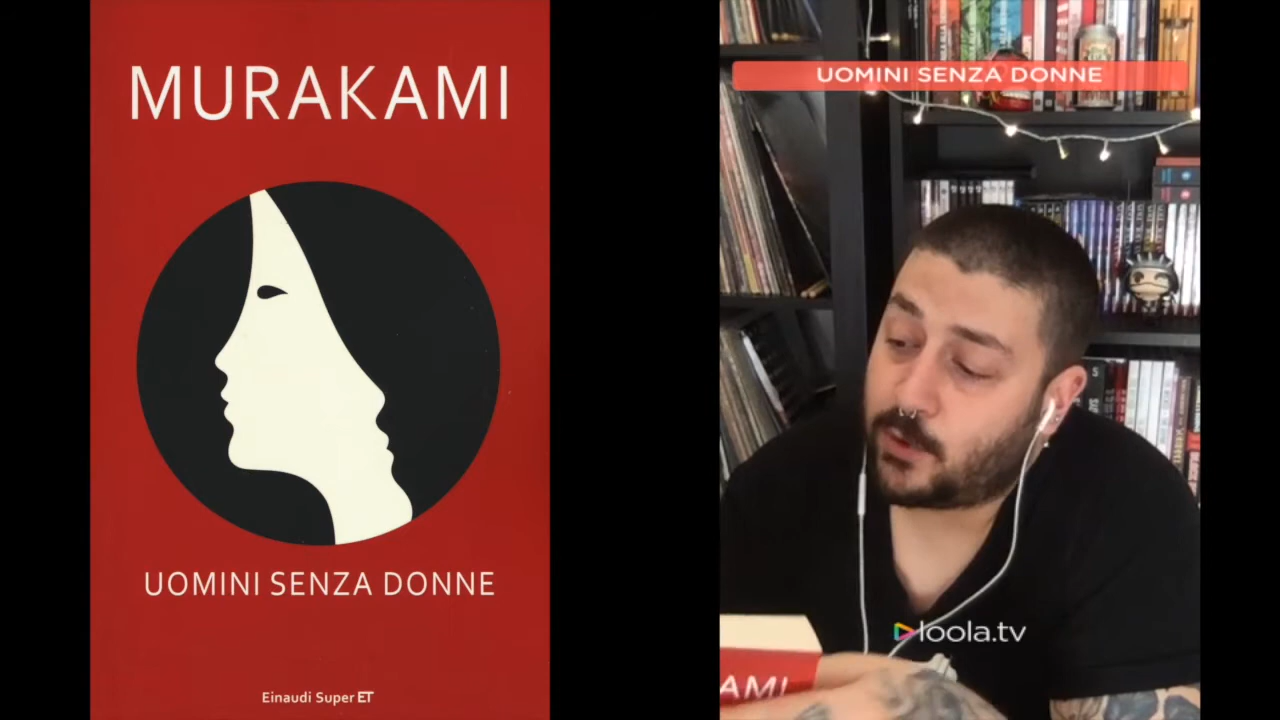 MURAKAMI
UOMINI SENZA DONNE
Einaudi Super ET
UOMINI SENZA DONNE
loola.tv
AMI